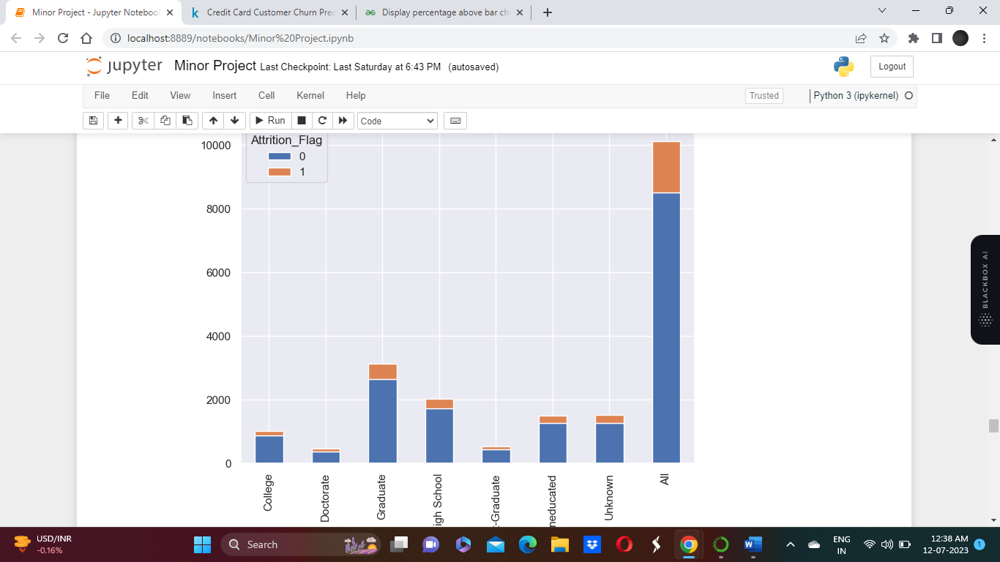 Minor Project - Jupyter Notebool
Credit Card Customer Churn Prec
Display percentage above bar ch
localhost:8889/notebooks/Minor%20Project.ipynb
jupyter Minor Project Last Checkpoint: Last Saturday at 6:43 PM (autosaved)
Logout
File Edit View Insert Cell Kernel Help
Trusted
Python 3 (ipykernel)
Run
Code
Attrition_Flag
0
1
10000
8000
6000
4000
2000
0
College
Doctorate
Graduate
igh School
t-Graduate
neducated
Unknown
All
BLACKBOX AI
USD/INR
-0.16%
Search
ENG
IN
12:38 AM
12-07-2023
1